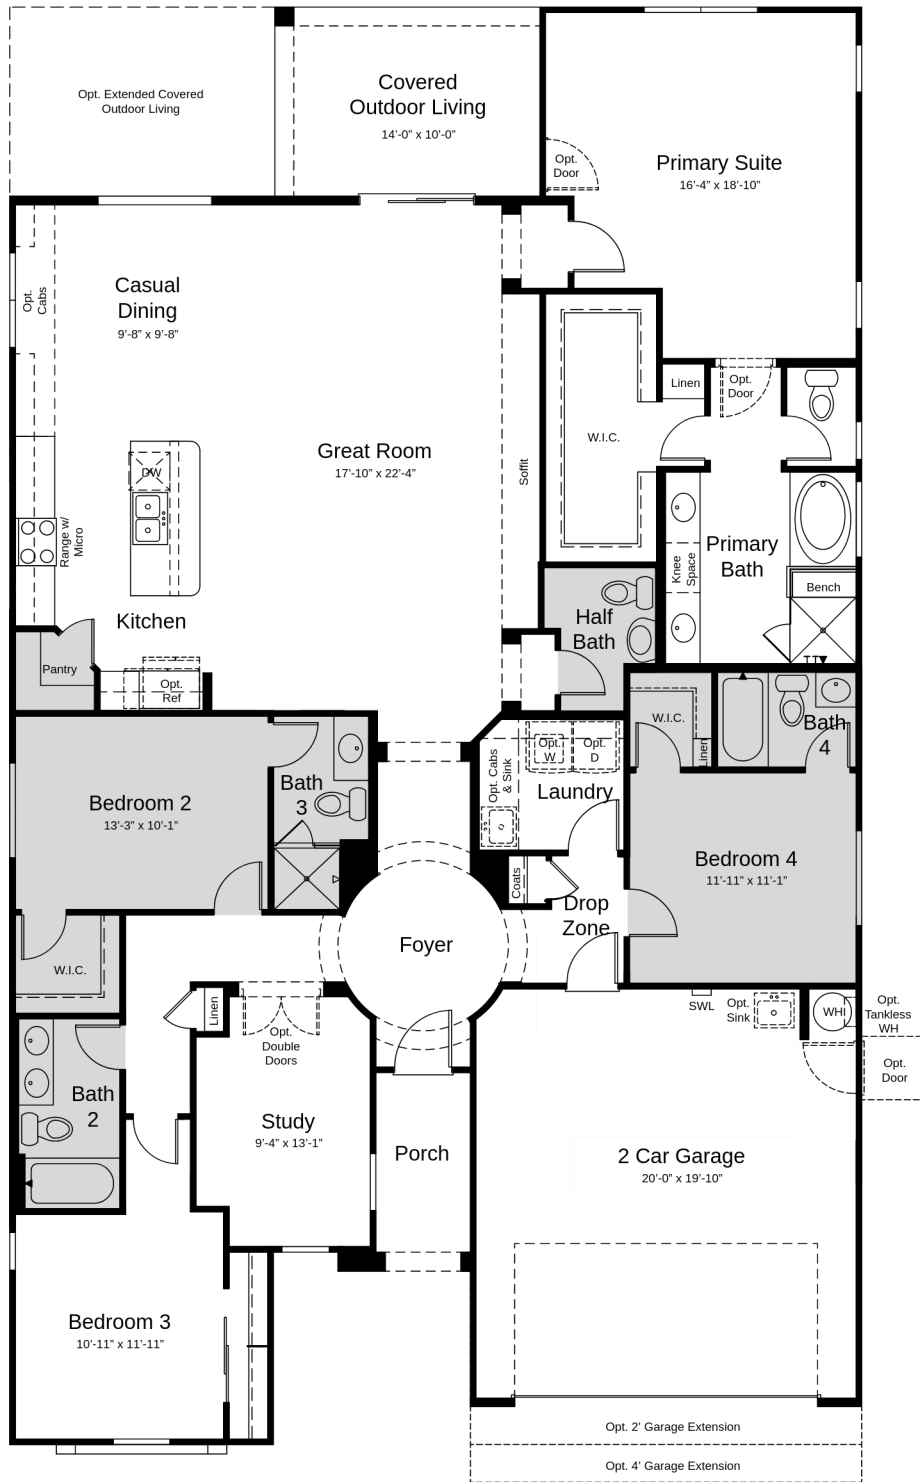 Opt. Extended Covered
Outdoor Living
Covered
Outdoor Living
14'-0" x 10'-0"
Opt.
Door
Primary Suite
16'-4" x 18'-10"
Casual
Dining
9'-8" x 9'-8"
Opt.
Cabs
Great Room
17'-10" x 22'-4"
Soffit
W.I.C.
Linen
Opt.
Door
DW
Range w/
Micro
Kitchen
Primary
Bath
Knee
Space
Bench
Half
Bath
Pantry
Opt.
Ref
W.I.C.
Linen
Bath
4
Bedroom 2
13'-3" x 10'-1"
Bath
3
Opt. Cabs
& Sink
Opt.
W
Opt.
D
Laundry
Bedroom 4
11'-11" x 11'-1"
Coats
Drop
Zone
Foyer
W.I.C.
Linen
Opt.
Double
Doors
SWL
Opt.
Sink
WH
Opt.
Tankless
WH
Opt.
Door
Bath
2
Study
9'-4" x 13'-1"
Porch
2 Car Garage
20'-0" x 19'-10"
Bedroom 3
10'-11" x 11'-11"
Opt. 2' Garage Extension
Opt. 4' Garage Extension